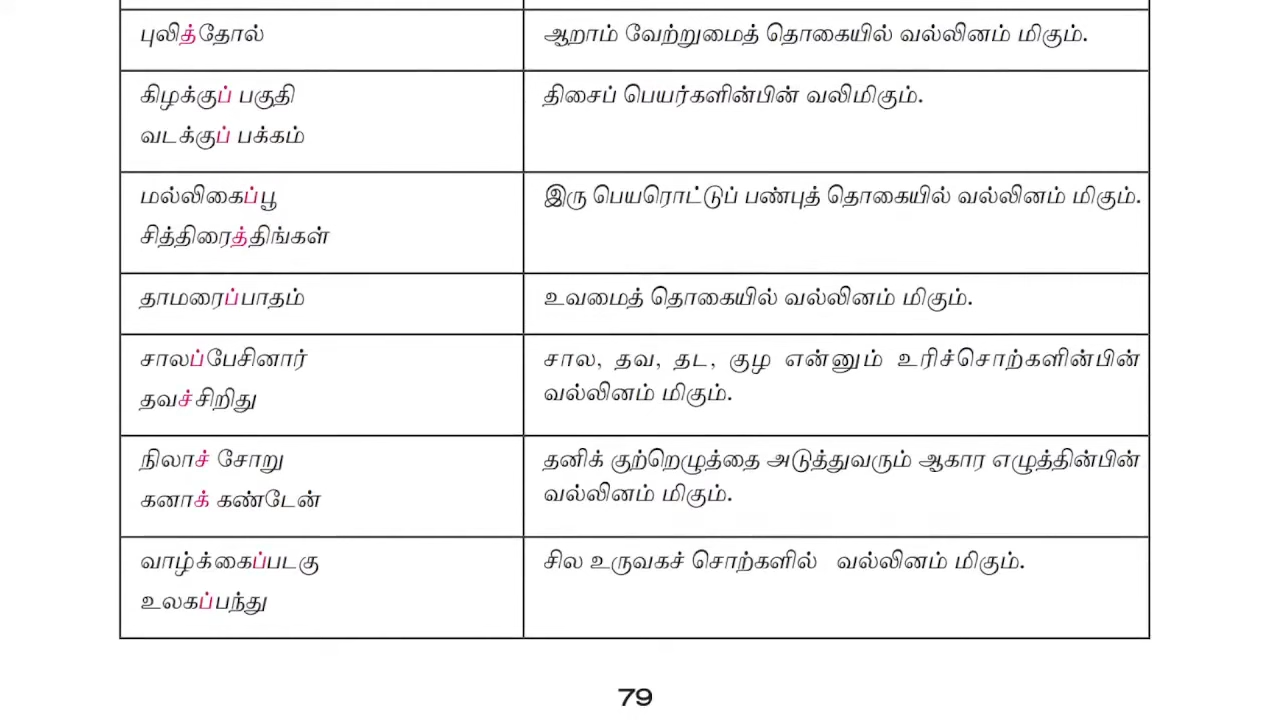 புலித்தோல்
ஆறாம் வேற்றுமைத் தொகையில் வல்லினம் மிகும்.
கிழக்குப் பகுதி
வடக்குப் பக்கம்
திசைப் பெயர்களின்பின் வலிமிகும்.
மல்லிகைப்பூ
சித்திரைத்திங்கள்
இரு பெயரொட்டுப் பண்புத் தொகையில் வல்லினம் மிகும்.
தாமரைப்பாதம்
உவமைத் தொகையில் வல்லினம் மிகும்.
சாலப்பேசினார்
தவச்சிறிது
சால, தவ, தட, குழ என்னும் உரிச்சொற்களின்பின்
வல்லினம் மிகும்.
நிலாச் சோறு
கனாக் கண்டேன்
தனிக் குற்றெழுத்தை அடுத்துவரும் ஆகார எழுத்தின்பின்
வல்லினம் மிகும்.
வாழ்க்கைப்படகு
உலகப்பந்து
சில உருவகச் சொற்களில் வல்லினம் மிகும்.
79